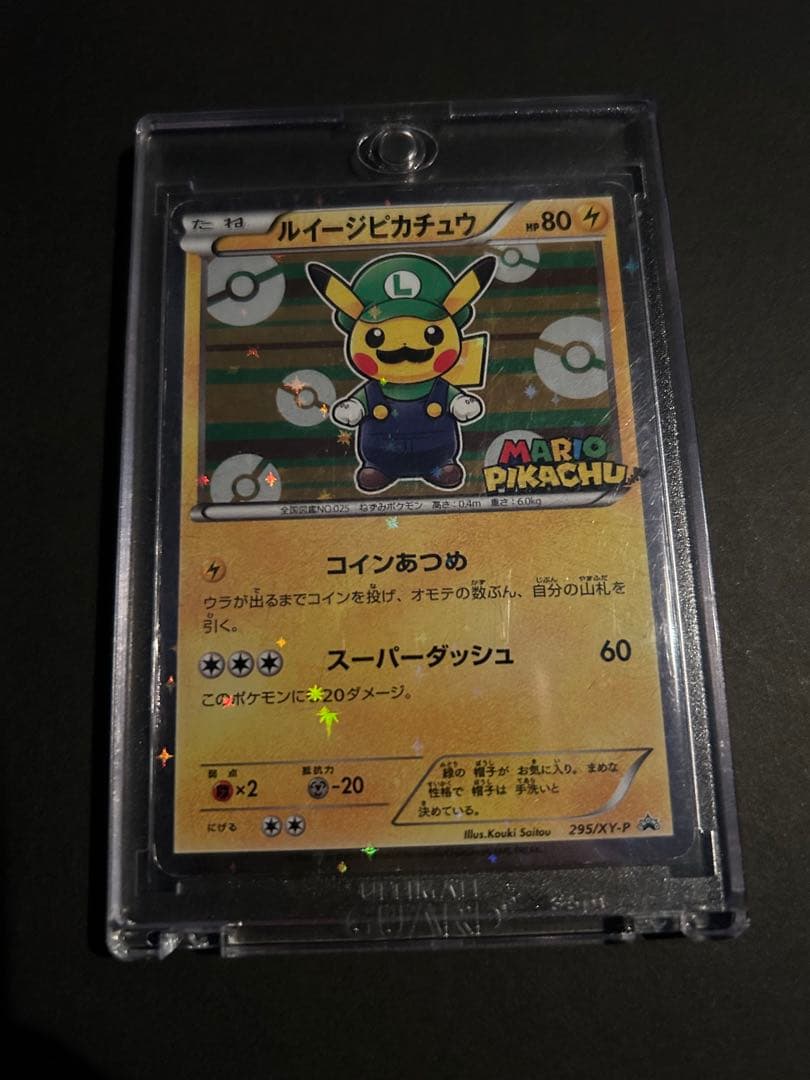 たね ルイージピカチュウ HP80
L
MARIO
PIKACHU
全国図鑑NO.025 ねずみポケモン 高さ:0.4m 重さ:6.0kg
コインあつめ
ウラが出るまでコインを投げ、オモテの数ぶん、自分の山札を
引く。
スーパーダッシュ 60
このポケモンに 20ダメージ。
弱点 抵抗力
×2 -20
にげる
緑の 帽子が お気に入り。まめな
性格で 帽子は 手洗いと
決めている。
Illus.Kouki Saitou 295/XY-P
ULTIMATE
GUARD